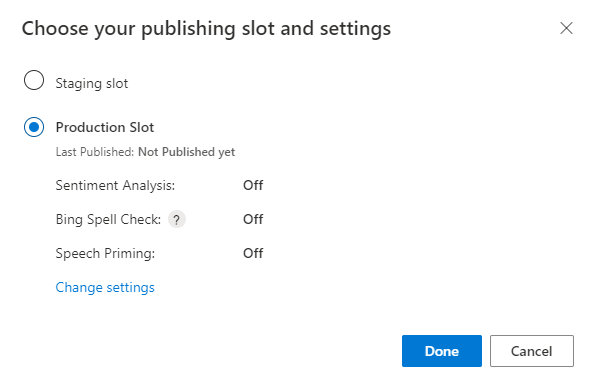 Choose your publishing slot and settings
Staging slot
Production Slot
Last Published: Not Published yet
Sentiment Analysis: Off
Bing Spell Check: ? Off
Speech Priming: Off
Change settings
Done Cancel